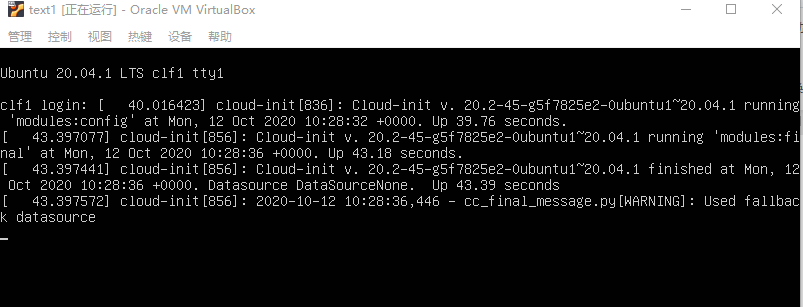 text1 [正在运行] - Oracle VM VirtualBox
管理 控制 视图 热键 设备 帮助
Ubuntu 20.04.1 LTS clf1 tty1
clf1 login: [   40.016423] cloud-init[836]: Cloud-init v. 20.2-45-g5f7825e2-0ubuntu1~20.04.1 running
'modules:config' at Mon, 12 Oct 2020 10:28:32 +0000. Up 39.76 seconds.
[   43.397077] cloud-init[856]: Cloud-init v. 20.2-45-g5f7825e2-0ubuntu1~20.04.1 running 'modules:fi
nal' at Mon, 12 Oct 2020 10:28:36 +0000. Up 43.18 seconds.
[   43.397441] cloud-init[856]: Cloud-init v. 20.2-45-g5f7825e2-0ubuntu1~20.04.1 finished at Mon, 12
Oct 2020 10:28:36 +0000. Datasource DataSourceNone.  Up 43.39 seconds
[   43.397572] cloud-init[856]: 2020-10-12 10:28:36,446 - cc_final_message.py[WARNING]: Used fallbac
k datasource